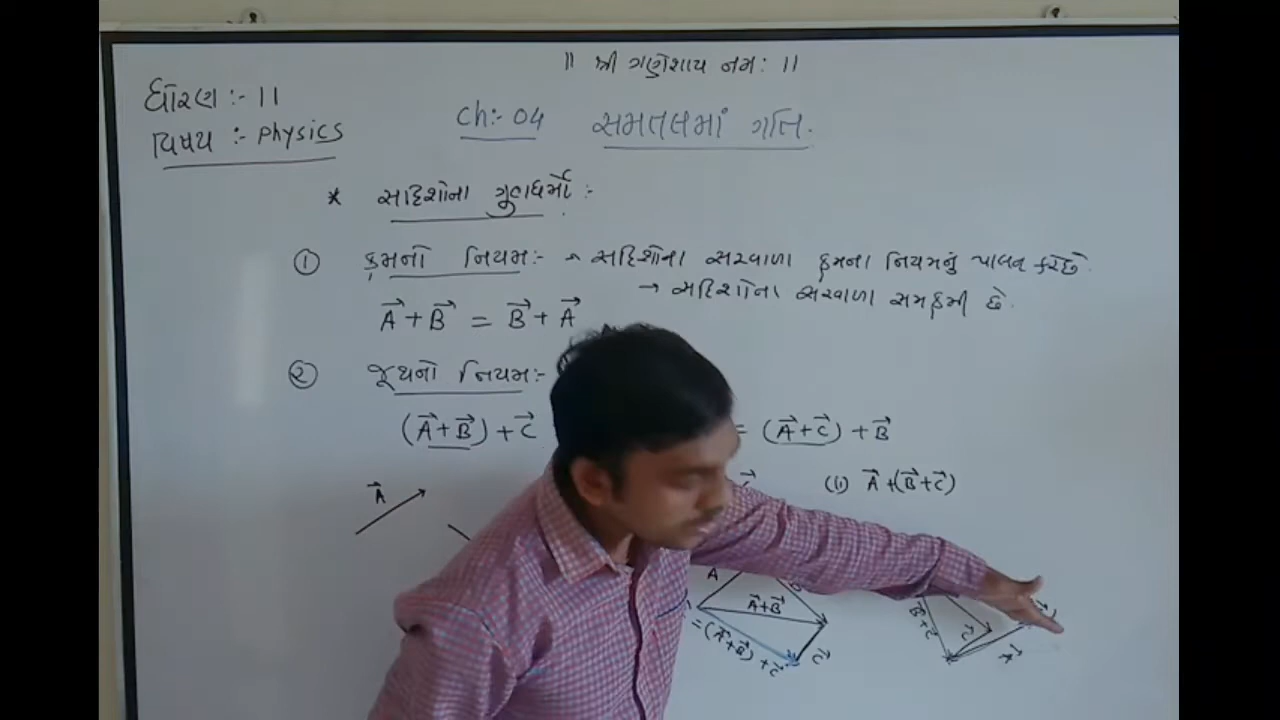 ॥ શ્રી ગણેશાય નમઃ ॥
ધોરણ :- 11
વિષય :- Physics
Ch:- 04 સમતલમાં ગતિ.
* સદિશોના ગુણધર્મો :-
① ક્રમનો નિયમ:- → સદિશોના સરવાળા ક્રમના નિયમનું પાલન કરે છે.
→ સદિશોના સરવાળા સમક્રમી છે.
A⃗ + B⃗ = B⃗ + A⃗
② જૂથનો નિયમ:-
(A⃗ + B⃗) + C⃗ = (A⃗ + C⃗) + B⃗
A⃗
C⃗
(ii) A⃗ + (B⃗ + C⃗)
A
A⃗+B⃗
= (A⃗+B⃗) + C⃗
C⃗
B⃗+C⃗
C⃗
A⃗